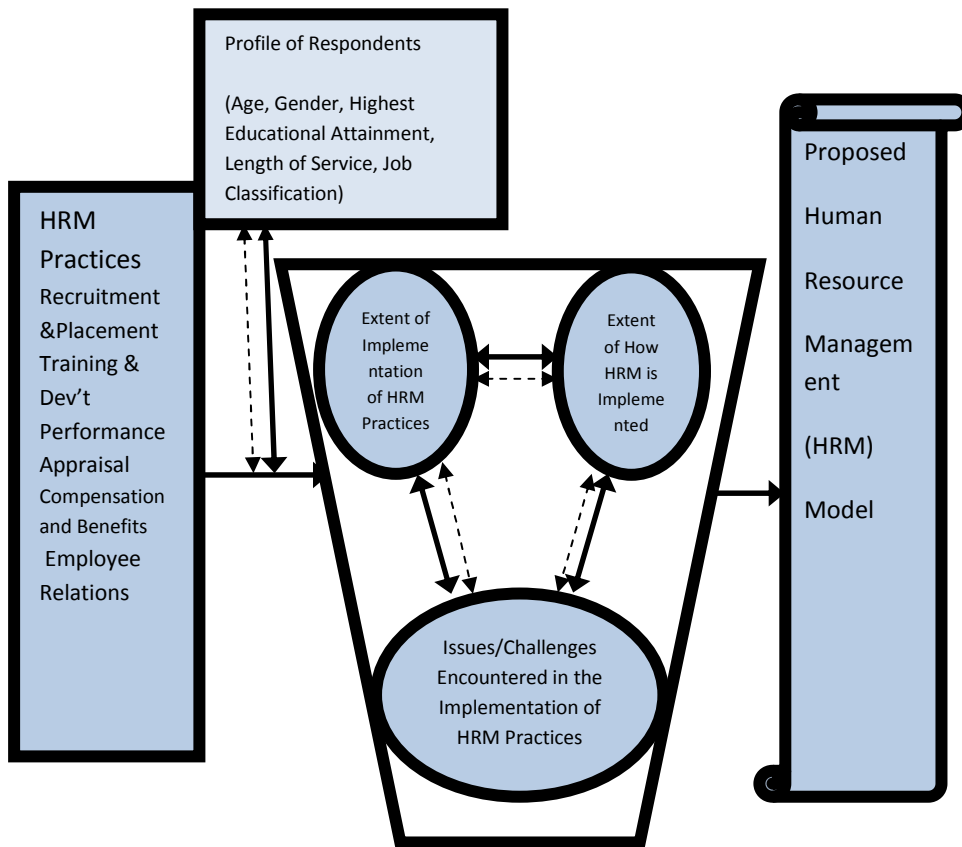 Profile of Respondents
(Age, Gender, Highest
Educational Attainment,
Length of Service, Job
Classification)
HRM
Practices
Recruitment
&Placement
Training &
Dev’t
Performance
Appraisal
Compensation
and Benefits
Employee
Relations
Extent of
Impleme
ntation
of HRM
Practices
Extent
of How
HRM is
Impleme
nted
Issues/Challenges
Encountered in the
Implementation of
HRM Practices
Proposed
Human
Resource
Managem
ent
(HRM)
Model